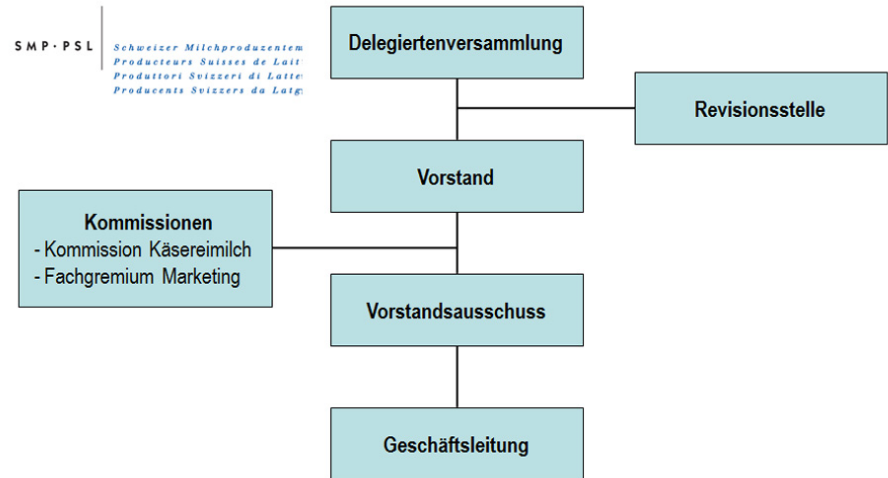 SMP·PSL
Schweizer Milchproduzenten
Producteurs Suisses de Lait
Produttori Svizzeri di Latte
Producents Svizzers da Latg
Delegiertenversammlung
Revisionsstelle
Vorstand
Kommissionen
- Kommission Käsereimilch
- Fachgremium Marketing
Vorstandsausschuss
Geschäftsleitung